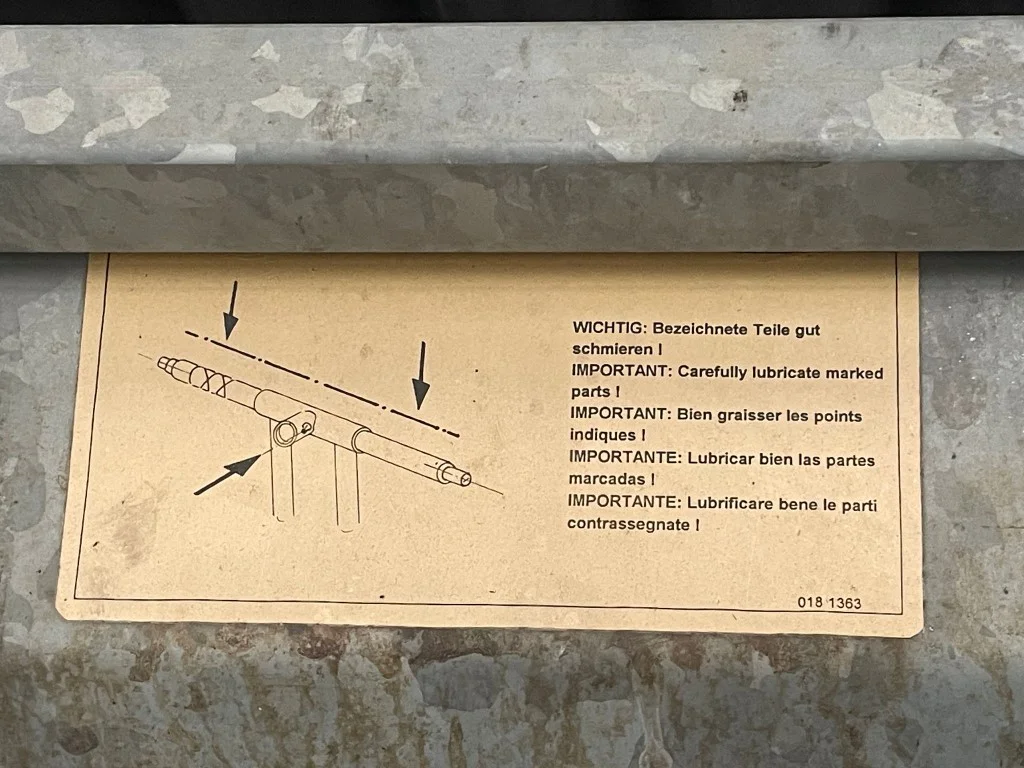 WICHTIG: Bezeichnete Teile gut
schmieren !
IMPORTANT: Carefully lubricate marked
parts !
IMPORTANT: Bien graisser les points
indiques !
IMPORTANTE: Lubricar bien las partes
marcadas !
IMPORTANTE: Lubrificare bene le parti
contrassegnate !
018 1363